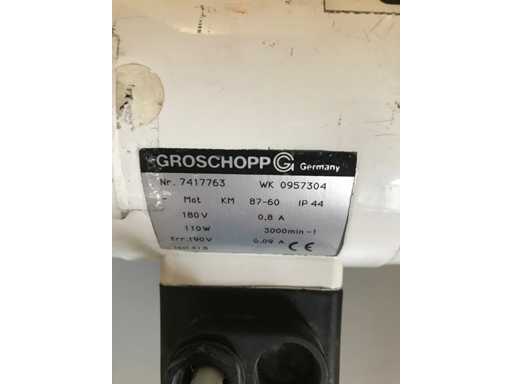 GROSCHOPP G Germany
Nr. 7417763 WK 0957304
- Mot KM 87-60 IP 44
180V 0,8 A
110W 3000min-1
Err.:190V 0,09 A CE